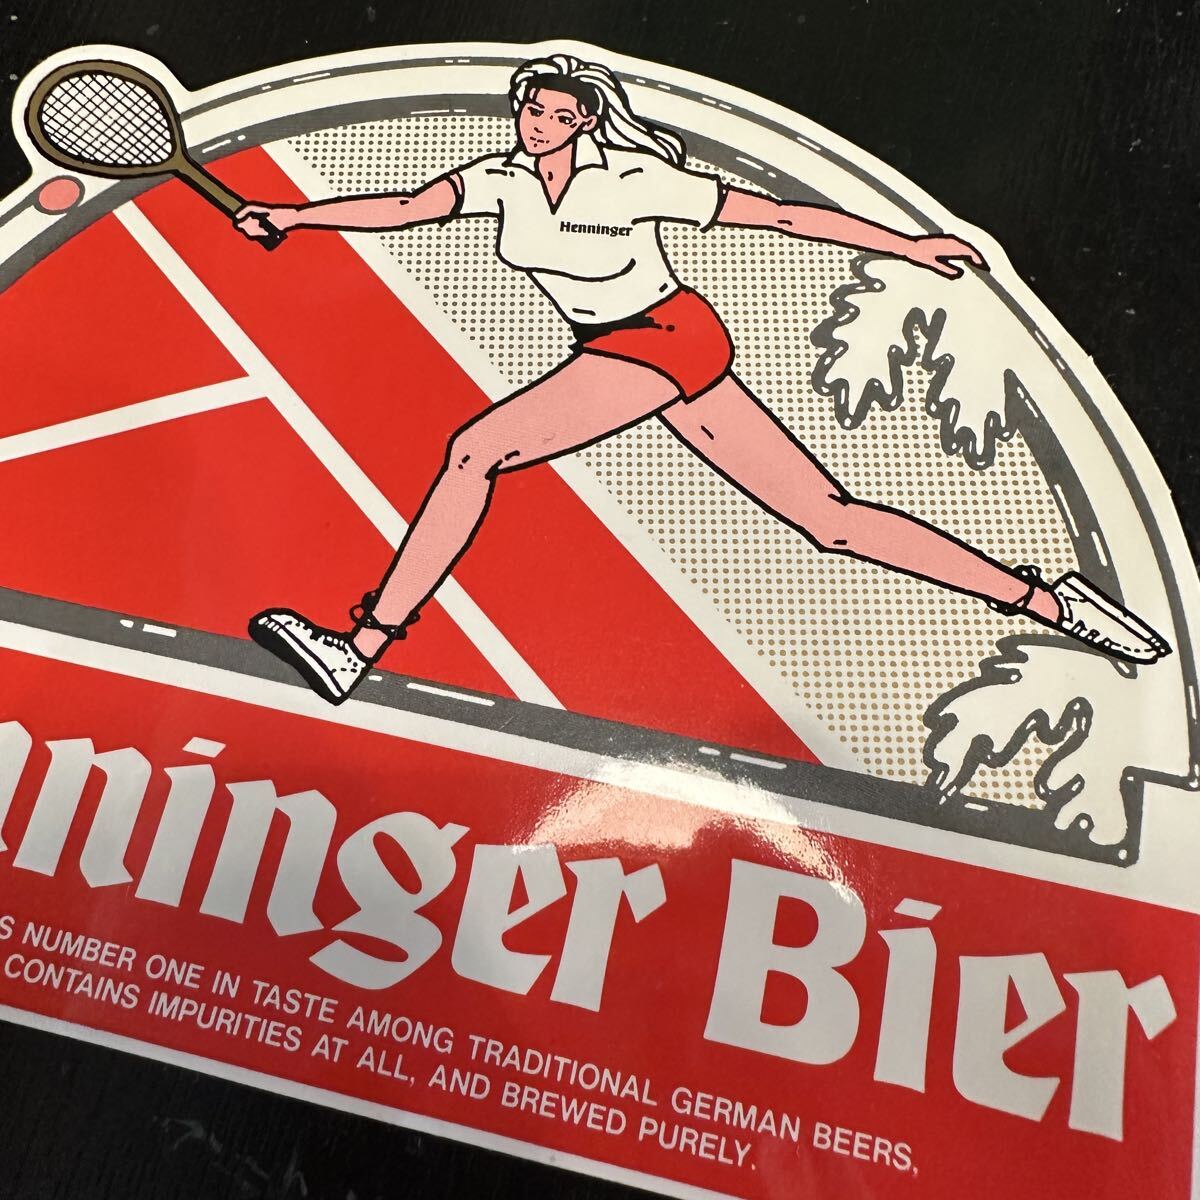 Henninger
nninger Bier
S NUMBER ONE IN TASTE AMONG TRADITIONAL GERMAN BEERS,
CONTAINS IMPURITIES AT ALL, AND BREWED PURELY.